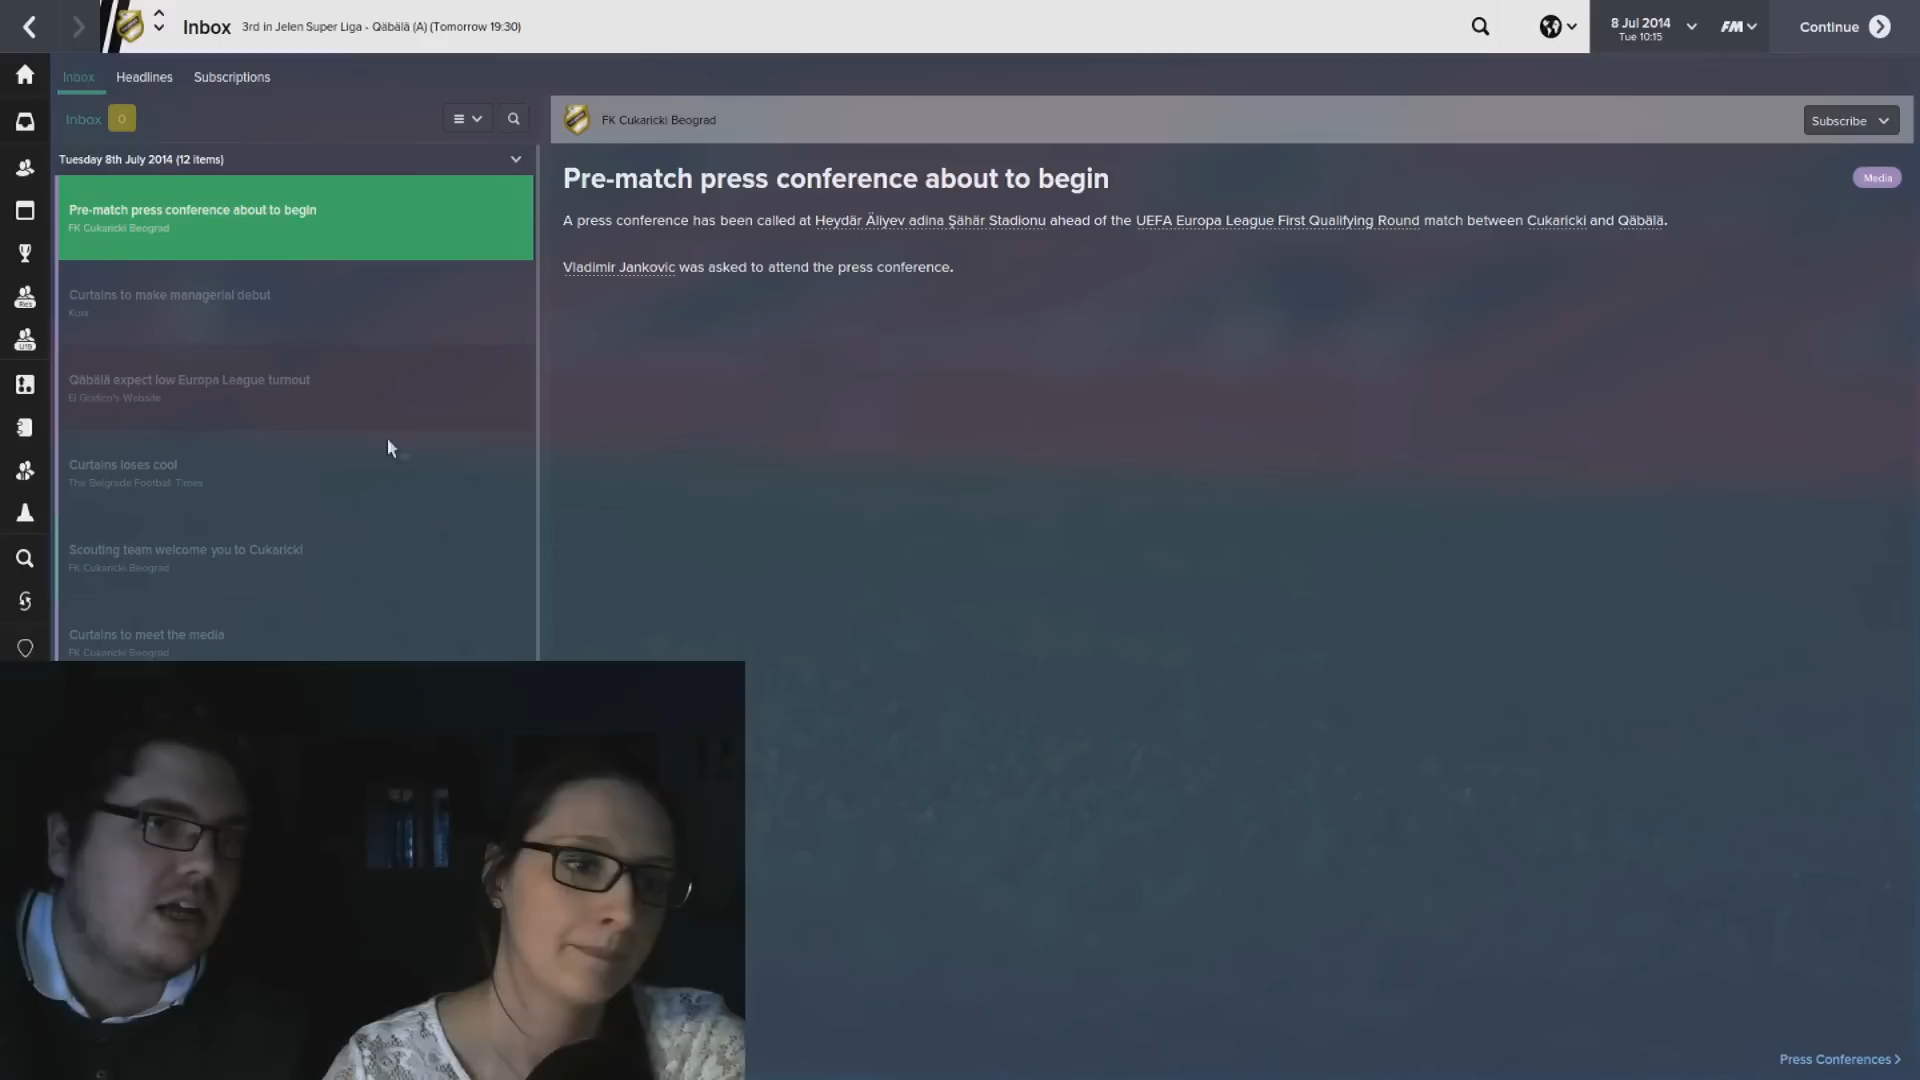 Inbox
3rd in Jelen Super Liga - Qäbälä (A) (Tomorrow 19:30)
8 Jul 2014
Tue 10:15
FM
Continue
Inbox
Headlines
Subscriptions
Inbox
0
FK Cukaricki Beograd
Subscribe
Tuesday 8th July 2014 (12 items)
Pre-match press conference about to begin
FK Cukaricki Beograd
Curtains to make managerial debut
Kurir
Qäbälä expect low Europa League turnout
El Gráfico's Website
Curtains loses cool
The Belgrade Football Times
Scouting team welcome you to Cukaricki
FK Cukaricki Beograd
Curtains to meet the media
FK Cukaricki Beograd
Res
U19
Pre-match press conference about to begin
Media
A press conference has been called at Heydär Äliyev adina Şähär Stadionu ahead of the UEFA Europa League First Qualifying Round match between Cukaricki and Qäbälä.
Vladimir Jankovic was asked to attend the press conference.
Press Conferences >